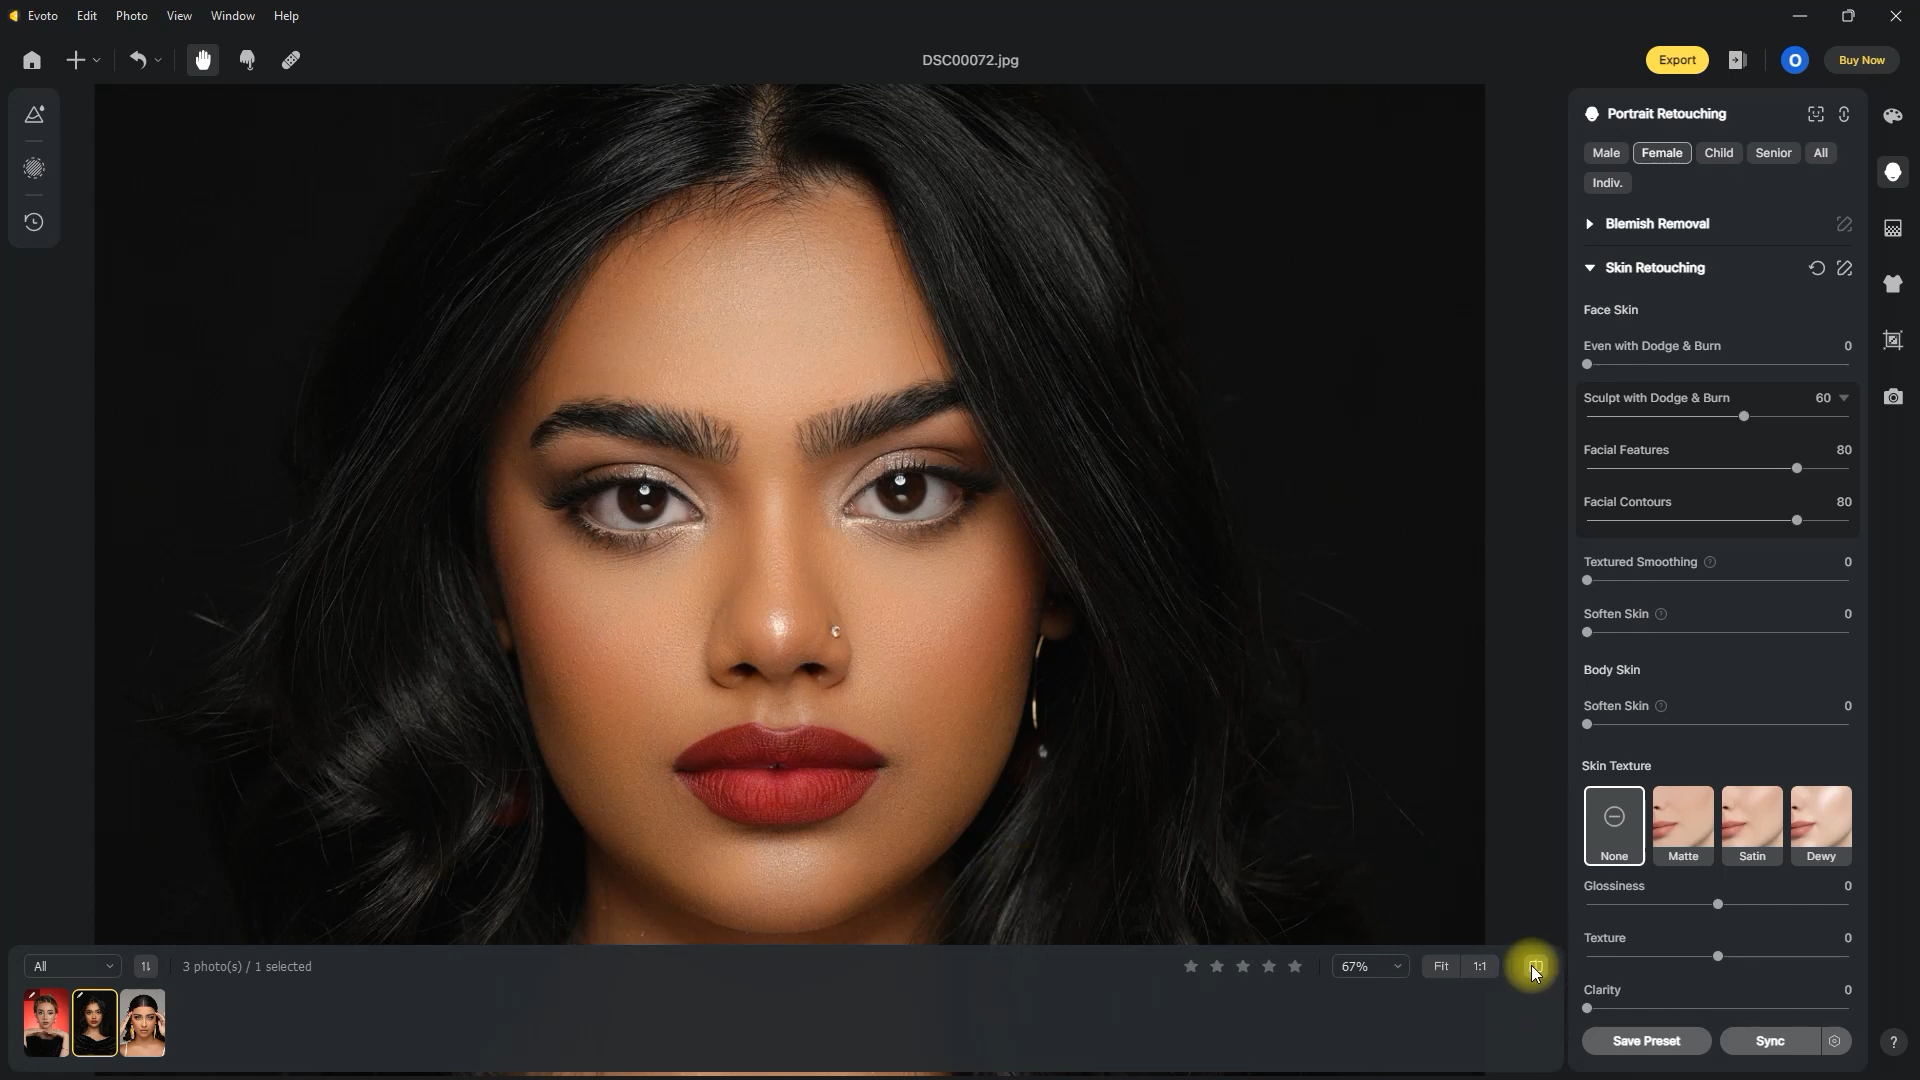 Evoto Edit Photo View Window Help
DSC00072.jpg
Export
O
Buy Now
Portrait Retouching
Male Female Child Senior All
Indiv.
Blemish Removal
Skin Retouching
Face Skin
Even with Dodge & Burn 0
Sculpt with Dodge & Burn 60
Facial Features 80
Facial Contours 80
Textured Smoothing ? 0
Soften Skin ? 0
Body Skin
Soften Skin ? 0
Skin Texture
None Matte Satin Dewy
Glossiness 0
Texture 0
Clarity 0
Save Preset Sync
?
All 3 photo(s) / 1 selected 67% Fit 1:1